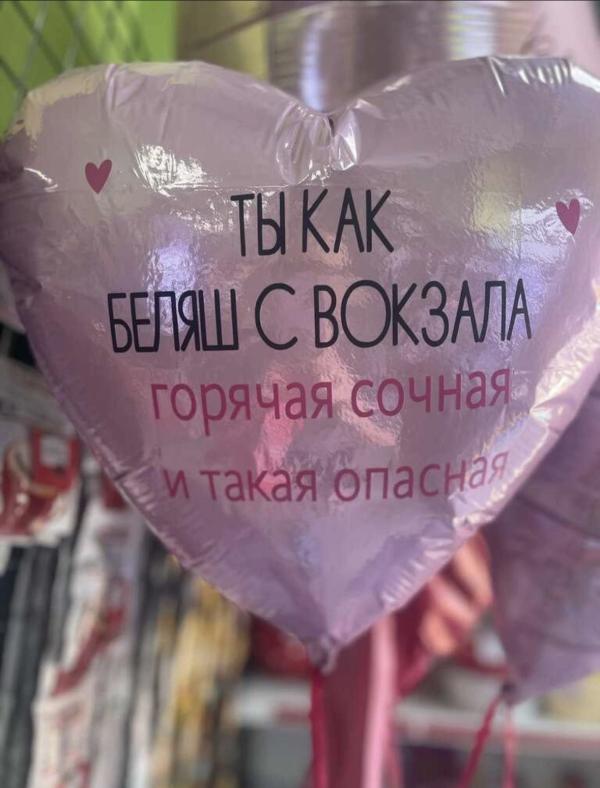 ТЫ КАК
БЕЛЯШ С ВОКЗАЛА
горячая сочная
и такая опасная